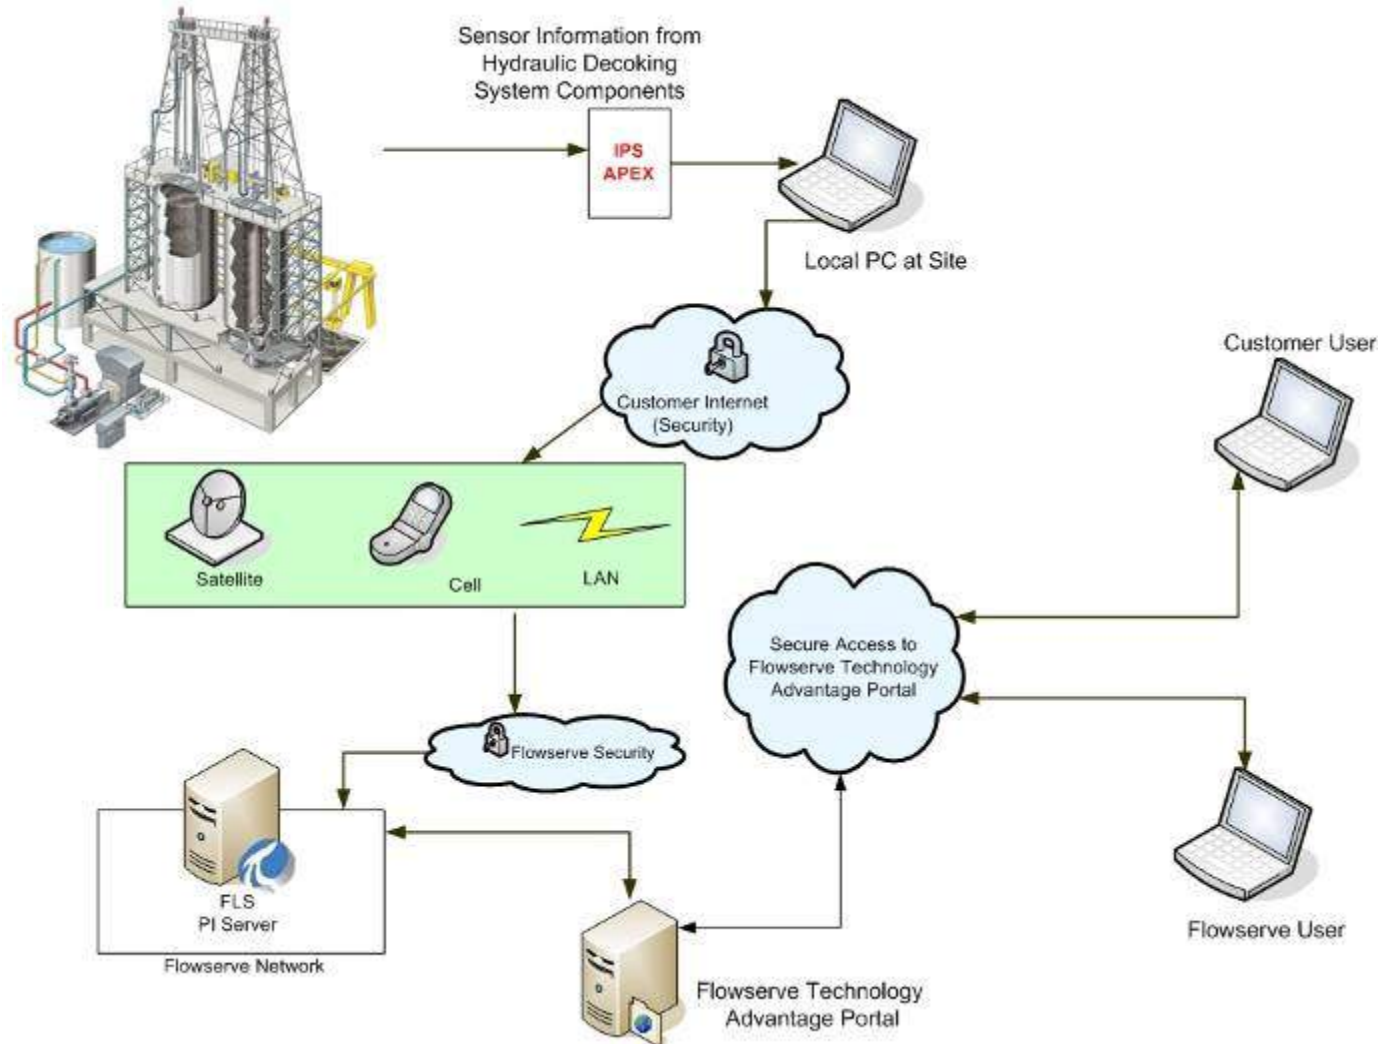 Sensor Information from
Hydraulic Decoking
System Components
IPS
APEX
Local PC at Site
Customer Internet
(Security)
Customer User
Satellite
Cell
LAN
Secure Access to
Flowserve Technology
Advantage Portal
Flowserve Security
FLS
PI Server
Flowserve Network
Flowserve User
Flowserve Technology
Advantage Portal